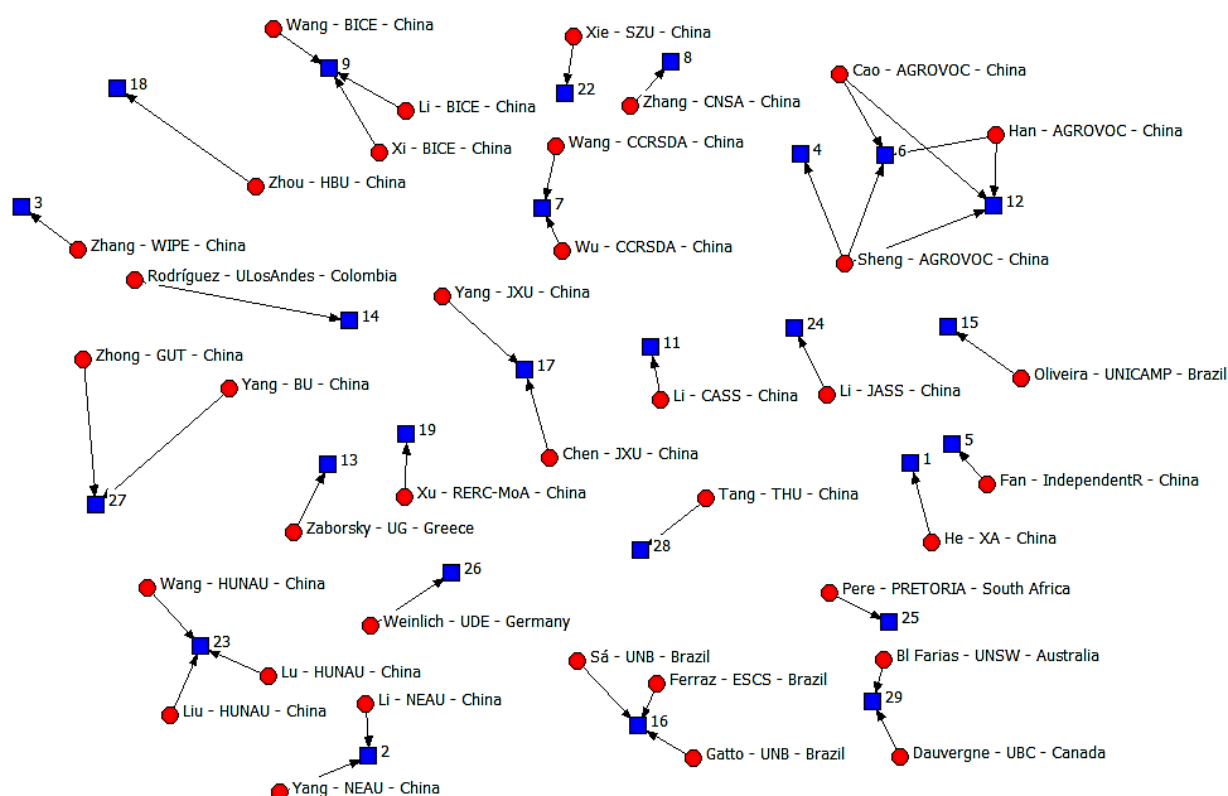 Wang - BICE - China
Xie - SZU - China
8
9
Cao - AGROVOC - China
18
22
Zhang - CNSA - China
Li - BICE - China
Han - AGROVOC - China
Wang - CCRSDA - China
4
6
Xi - BICE - China
Zhou - HBU - China
3
7
12
Zhang - WIPE - China
Wu - CCRSDA - China
Sheng - AGROVOC - China
Rodríguez - ULosAndes - Colombia
Yang - JXU - China
14
24
15
11
Zhong - GUT - China
17
Yang - BU - China
Oliveira - UNICAMP - Brazil
Li - CASS - China
Li - JASS - China
19
5
13
Chen - JXU - China
1
Fan - IndependentR - China
27
Xu - RERC-MoA - China
Tang - THU - China
Zaborsky - UG - Greece
He - XA - China
28
26
Wang - HUNAU - China
Pere - PRETORIA - South Africa
Weinlich - UDE - Germany
25
23
Sá - UNB - Brazil
Bl Farias - UNSW - Australia
Lu - HUNAU - China
Ferraz - ESCS - Brazil
Li - NEAU - China
29
Liu - HUNAU - China
16
2
Gatto - UNB - Brazil
Dauvergne - UBC - Canada
Yang - NEAU - China